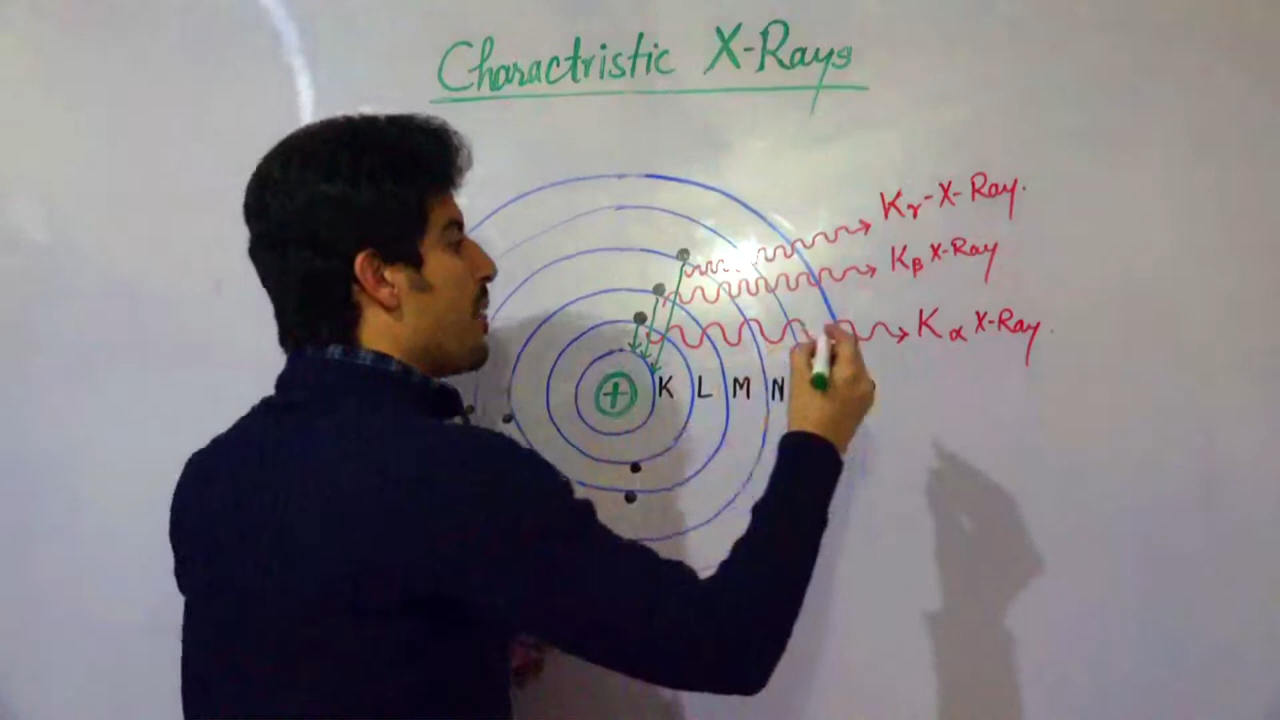 Charactristic X-Rays
Kγ-X-Ray.
Kβ X-Ray
Kα X-Ray.
+ K L M N